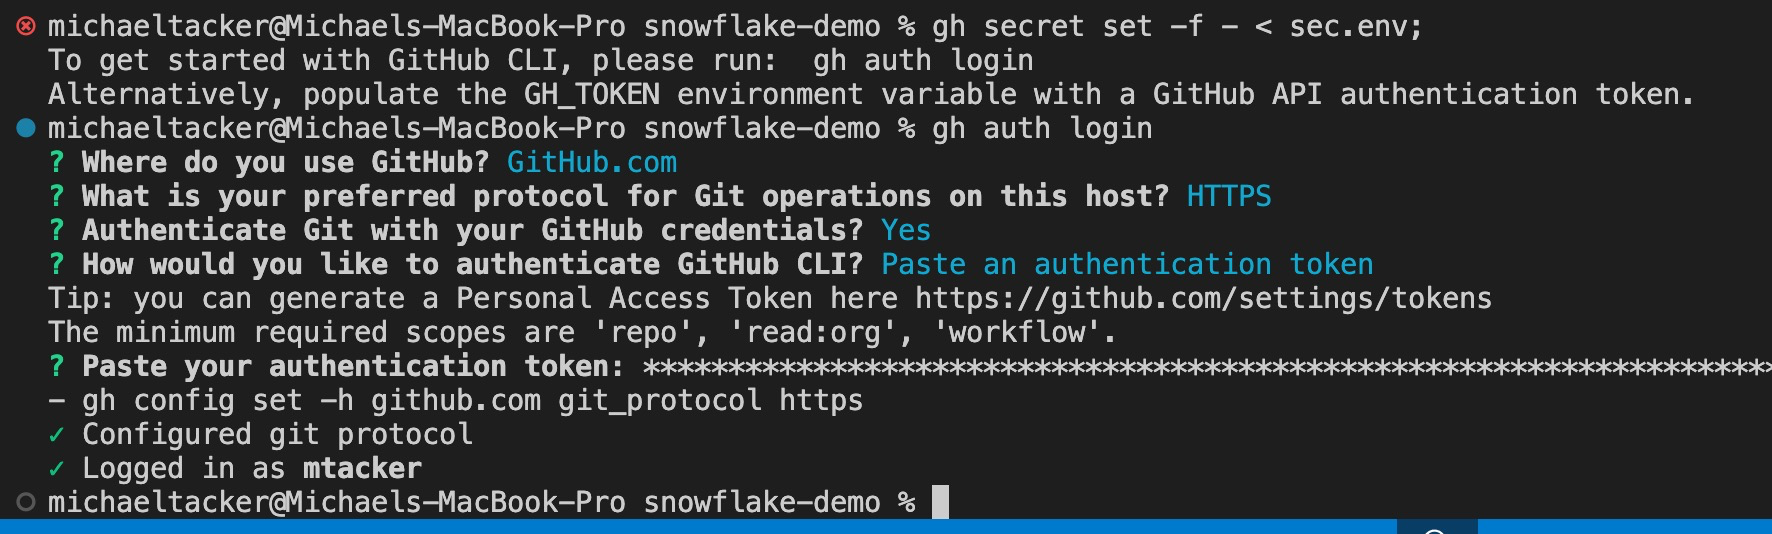 michaeltacker@Michaels-MacBook-Pro snowflake-demo % gh secret set -f - < sec.env;
To get started with GitHub CLI, please run:  gh auth login
Alternatively, populate the GH_TOKEN environment variable with a GitHub API authentication token.
michaeltacker@Michaels-MacBook-Pro snowflake-demo % gh auth login
? Where do you use GitHub? GitHub.com
? What is your preferred protocol for Git operations on this host? HTTPS
? Authenticate Git with your GitHub credentials? Yes
? How would you like to authenticate GitHub CLI? Paste an authentication token
Tip: you can generate a Personal Access Token here https://github.com/settings/tokens
The minimum required scopes are 'repo', 'read:org', 'workflow'.
? Paste your authentication token: *******************************************************************
- gh config set -h github.com git_protocol https
✓ Configured git protocol
✓ Logged in as mtacker
michaeltacker@Michaels-MacBook-Pro snowflake-demo %